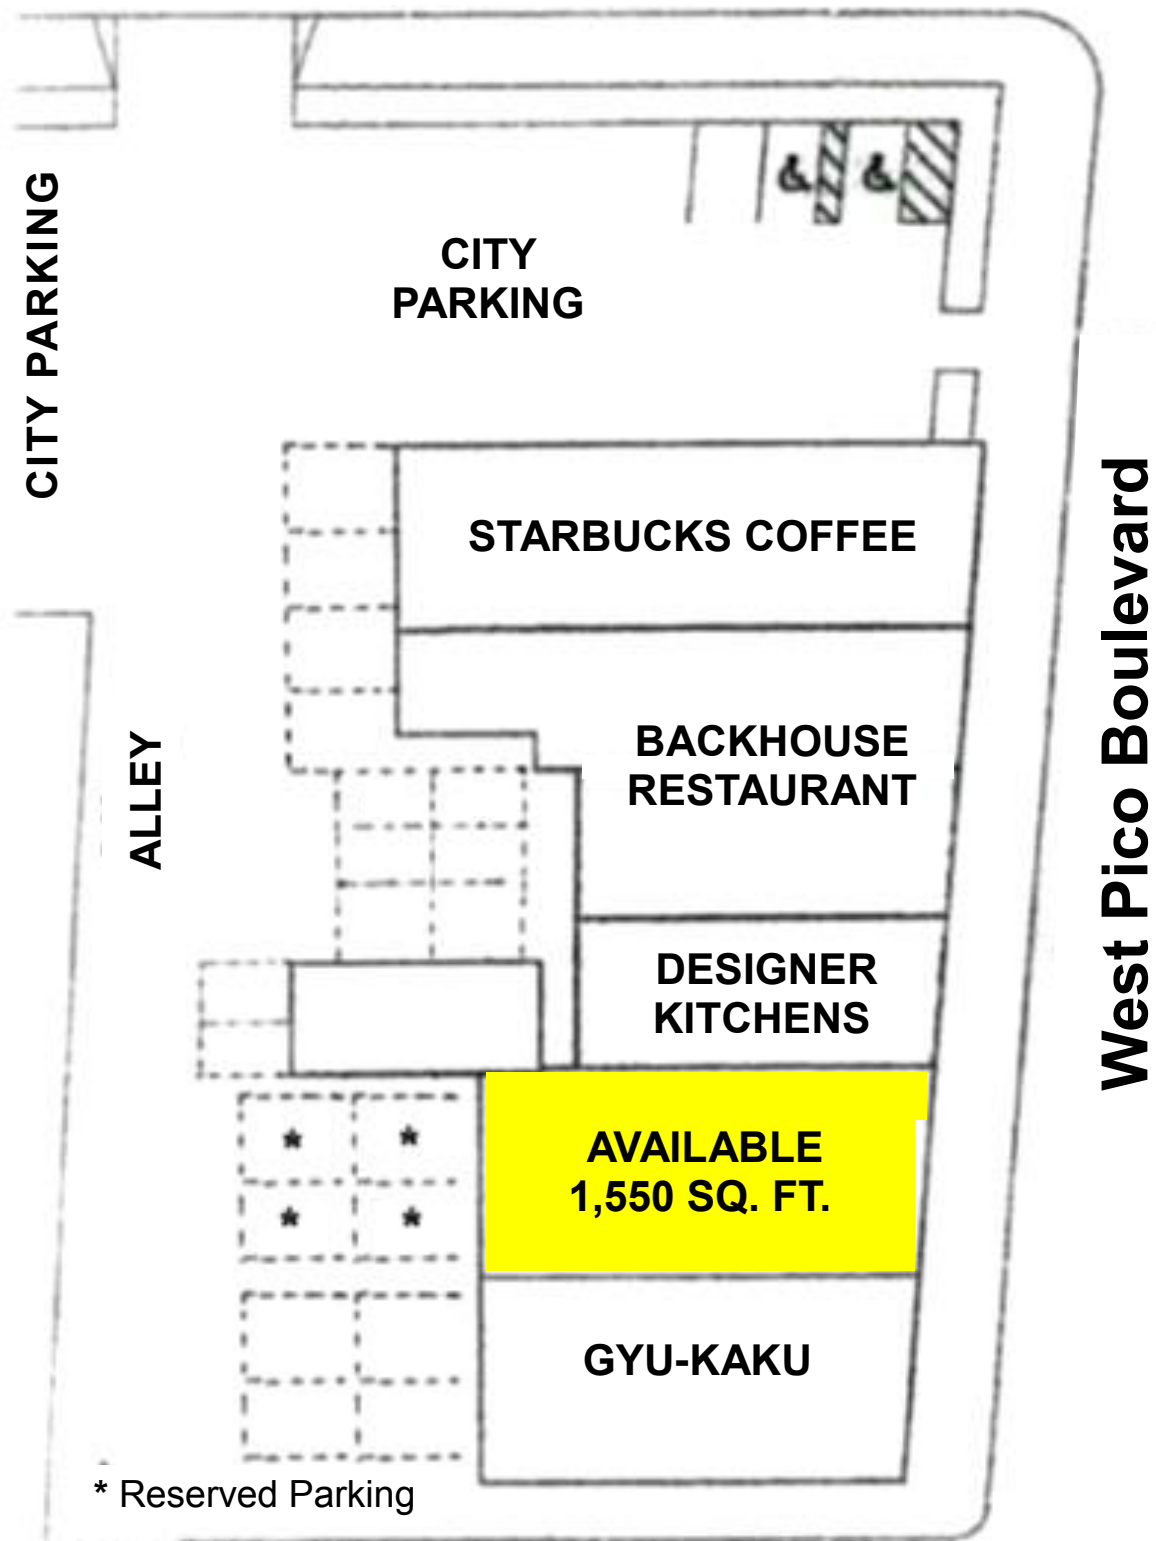 CITY PARKING
CITY
PARKING
STARBUCKS COFFEE
BACKHOUSE
RESTAURANT
West Pico Boulevard
ALLEY
DESIGNER
KITCHENS
AVAILABLE
1,550 SQ. FT.
* *
* *
GYU-KAKU
* Reserved Parking